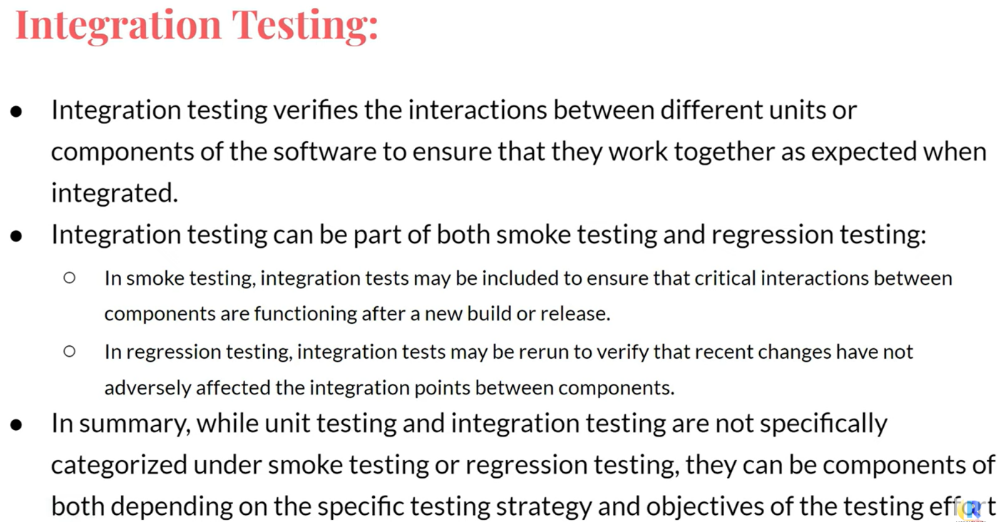 Integration Testing:
● Integration testing verifies the interactions between different units or
components of the software to ensure that they work together as expected when
integrated.
● Integration testing can be part of both smoke testing and regression testing:
○ In smoke testing, integration tests may be included to ensure that critical interactions between
components are functioning after a new build or release.
○ In regression testing, integration tests may be rerun to verify that recent changes have not
adversely affected the integration points between components.
● In summary, while unit testing and integration testing are not specifically
categorized under smoke testing or regression testing, they can be components of
both depending on the specific testing strategy and objectives of the testing effort